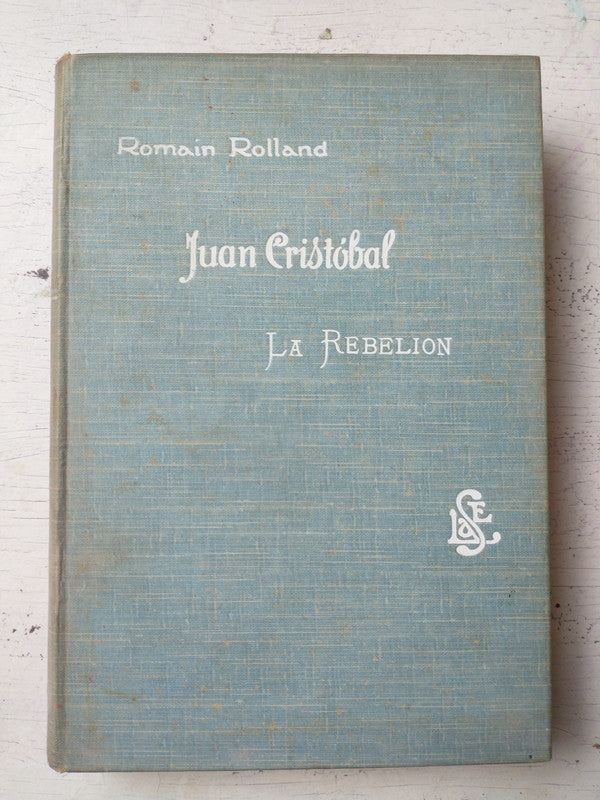 Romain Rolland
Juan Cristóbal
La Rebelion